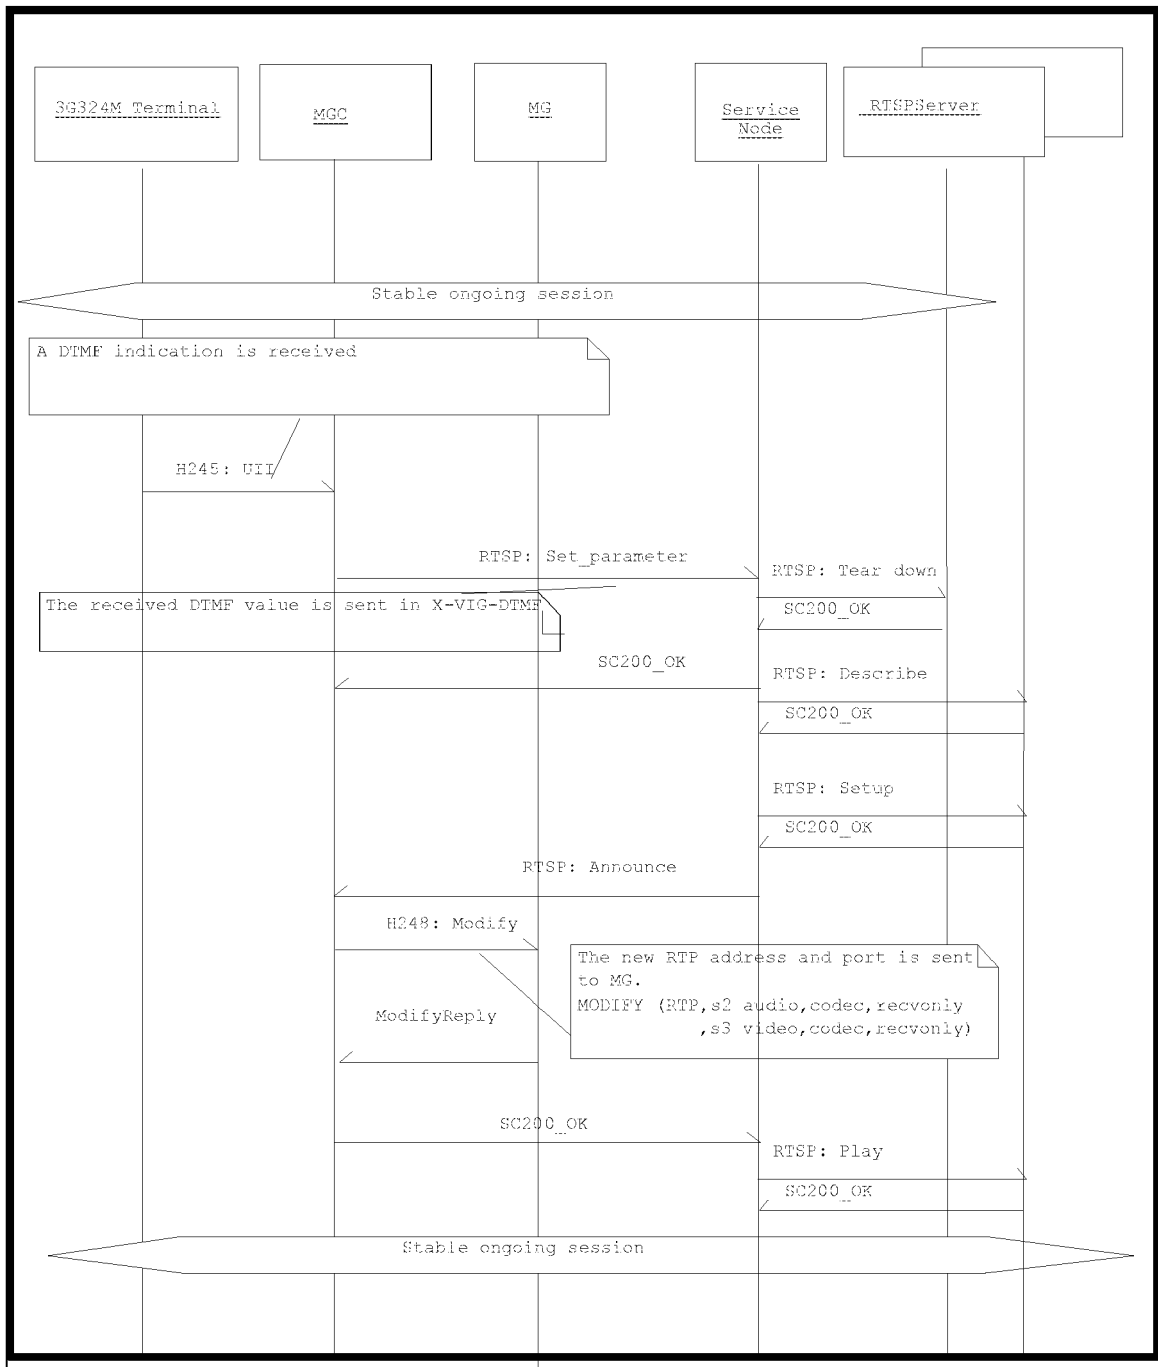 3G324M Terminal
MGC
MG
Service
Node
RTSPServer
Stable ongoing session
A DTMF indication is received
H245: UII
RTSP: Set_parameter
RTSP: Tear down
The received DTMF value is sent in X-VIG-DTMF
SC200_OK
SC200_OK
RTSP: Describe
SC200_OK
RTSP: Setup
SC200_OK
RTSP: Announce
H248: Modify
The new RTP address and port is sent
to MG.
MODIFY (RTP,s2 audio,codec,recvonly
,s3 video,codec,recvonly)
ModifyReply
SC200_OK
RTSP: Play
SC200_OK
Stable ongoing session